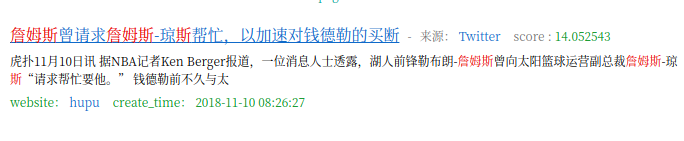 詹姆斯曾请求詹姆斯-琼斯帮忙，以加速对钱德勒的买断 - 来源： Twitter score : 14.052543
虎扑11月10日讯 据NBA记者Ken Berger报道，一位消息人士透露，湖人前锋勒布朗-詹姆斯曾向太阳篮球运营副总裁詹姆斯-琼
斯“请求帮忙要他。” 钱德勒前不久与太
website： hupu create_time： 2018-11-10 08:26:27